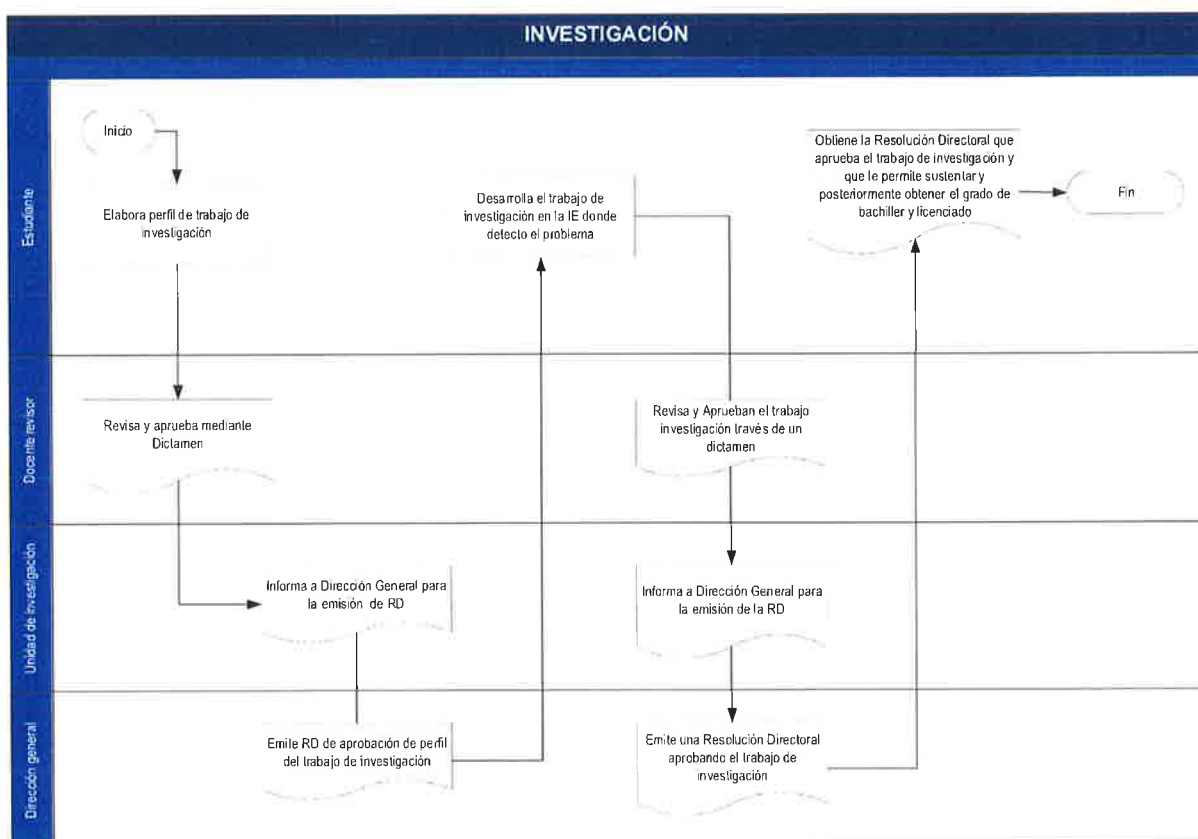 INVESTIGACIÓN
Estudiante
Inicio
Elabora perfil de trabajo de
investigación
Desarrolla el trabajo de
investigación en la IE donde
detecto el problema
Obtiene la Resolución Directoral que
aprueba el trabajo de investigación y
que le permite sustentar y
posteriormente obtener el grado de
bachiller y licenciado
Fin
Docente revisor
Revisa y aprueba mediante
Dictamen
Revisa y Aprueban el trabajo
investigación través de un
dictamen
Unidad de investigación
Informa a Dirección General para
la emisión de RD
Informa a Dirección General para
la emisión de la RD
Dirección general
Emite RD de aprobación de perfil
del trabajo de investigación
Emite una Resolución Directoral
aprobando el trabajo de
investigación